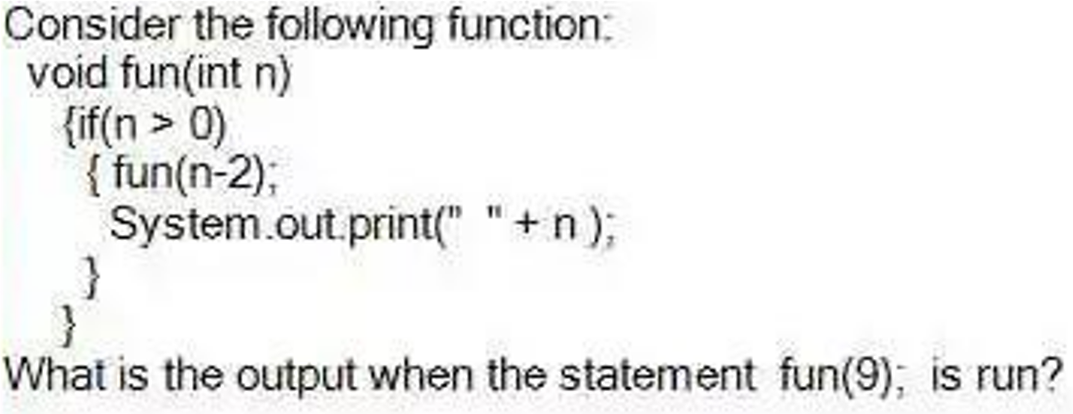 Consider the following function:
void fun(int n)
{if(n > 0)
{ fun(n-2);
System.out.print(" " + n );
}
}
What is the output when the statement fun(9); is run?